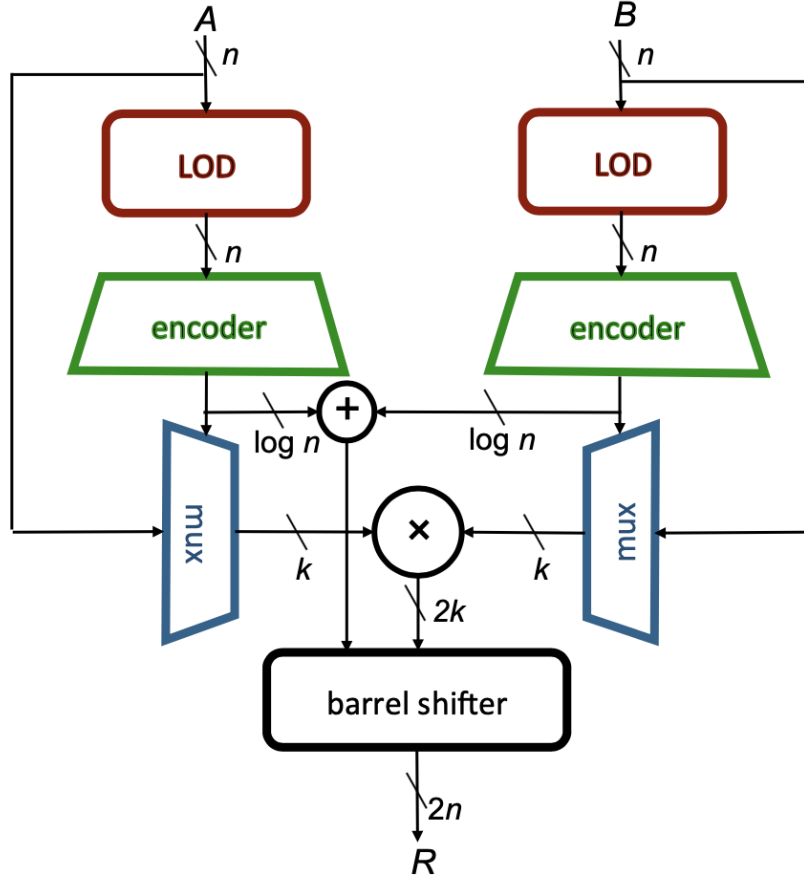 A
B
n
n
LOD
LOD
n
n
encoder
encoder
+
log n
log n
mux
×
mux
k
k
2k
barrel shifter
2n
R